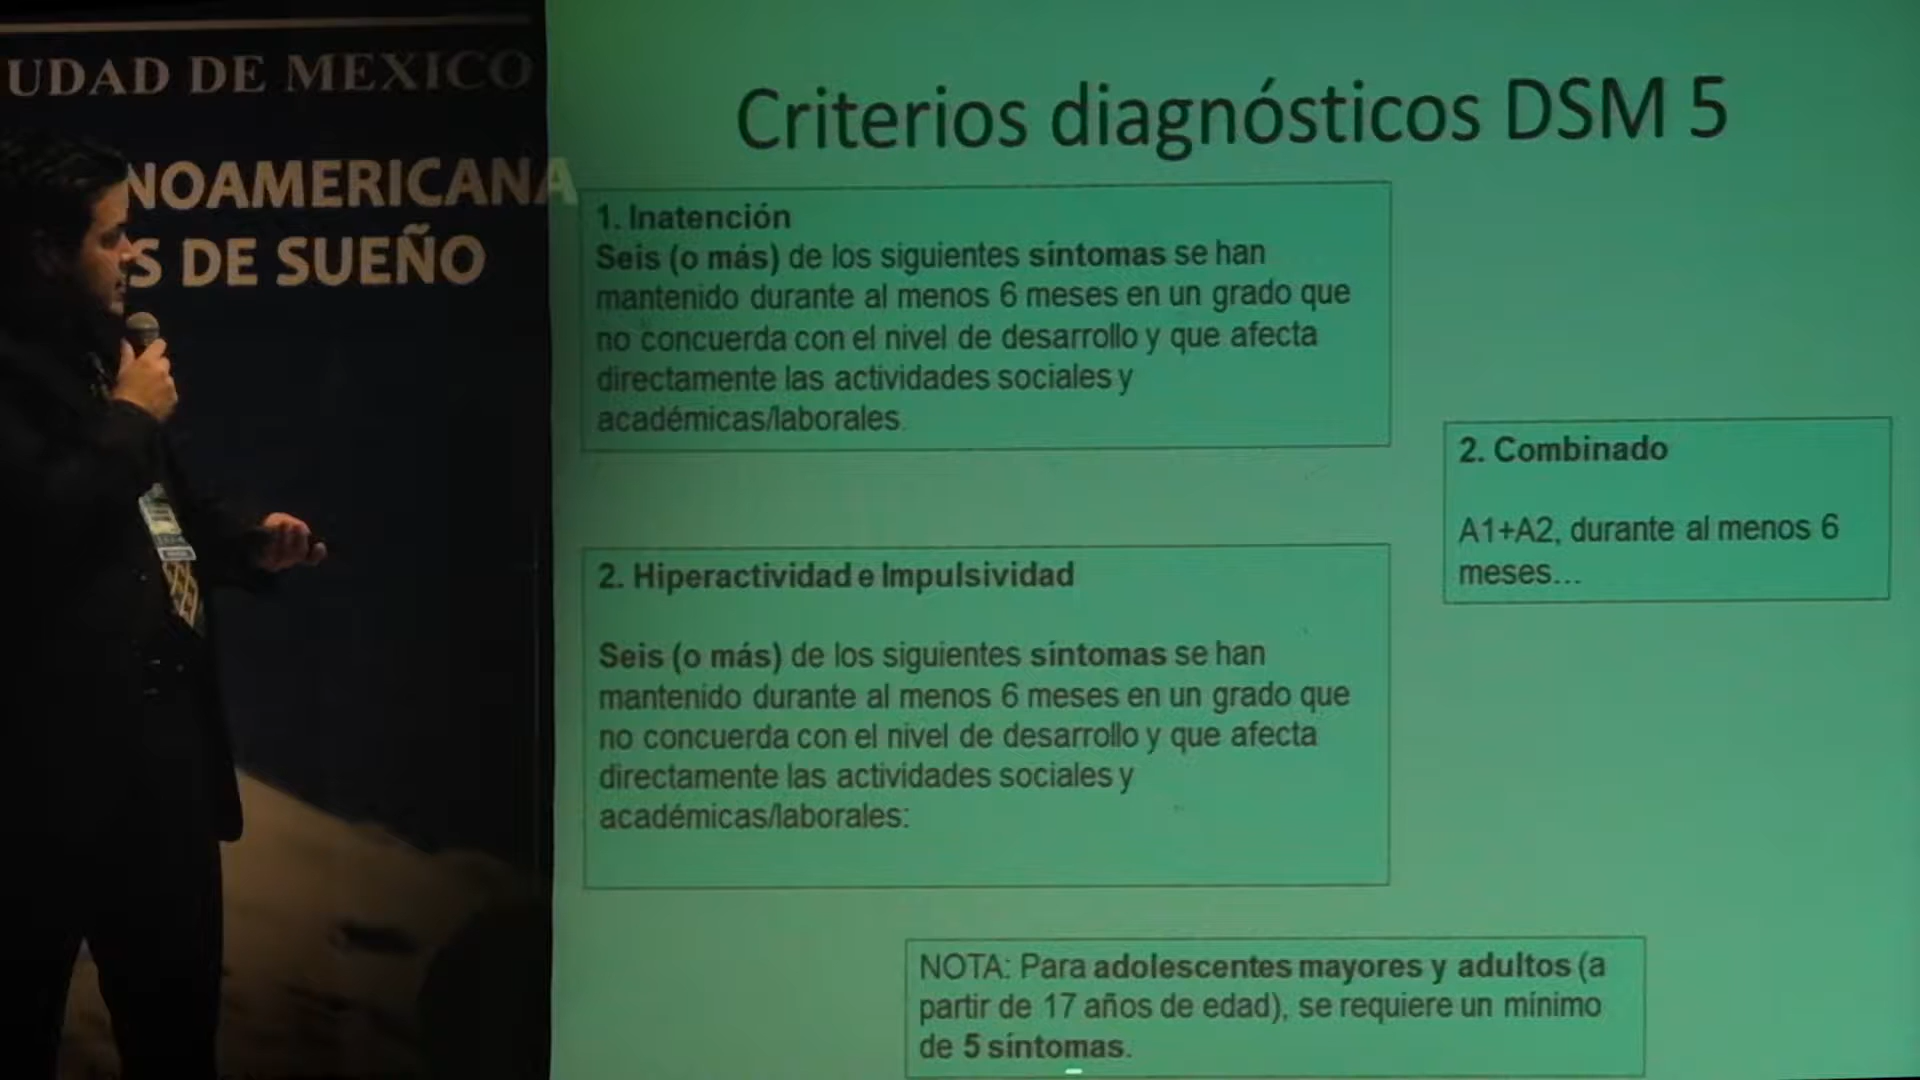 UDAD DE MEXICO
NOAMERICANA
S DE SUEÑO
Criterios diagnósticos DSM 5
1. Inatención
Seis (o más) de los siguientes síntomas se han
mantenido durante al menos 6 meses en un grado que
no concuerda con el nivel de desarrollo y que afecta
directamente las actividades sociales y
académicas/laborales.
2. Hiperactividad e Impulsividad
Seis (o más) de los siguientes síntomas se han
mantenido durante al menos 6 meses en un grado que
no concuerda con el nivel de desarrollo y que afecta
directamente las actividades sociales y
académicas/laborales:
2. Combinado
A1+A2, durante al menos 6
meses...
NOTA: Para adolescentes mayores y adultos (a
partir de 17 años de edad), se requiere un mínimo
de 5 síntomas.